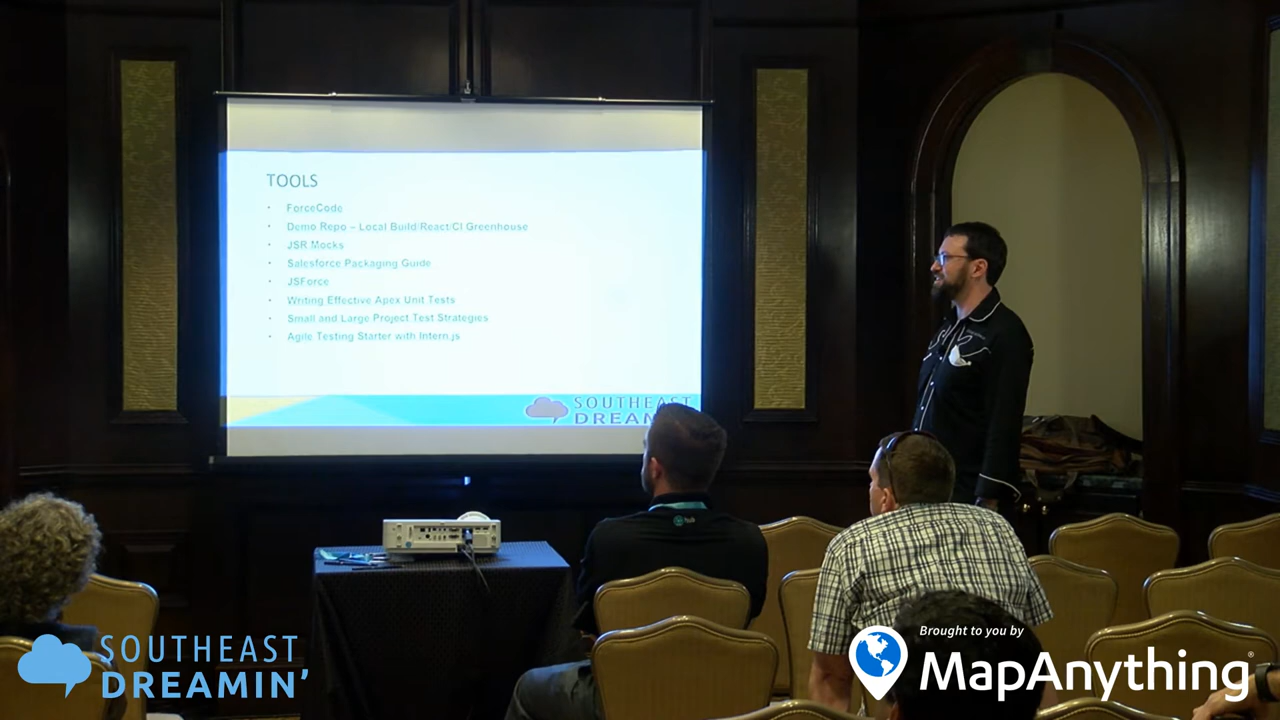 TOOLS
• ForceCode
• Demo Repo – Local Build/React/CI Greenhouse
• JSR Mocks
• Salesforce Packaging Guide
• JSForce
• Writing Effective Apex Unit Tests
• Small and Large Project Test Strategies
• Agile Testing Starter with Intern.js
SOUTHEAST
DREAM
SOUTHEAST
DREAMIN'
Brought to you by
MapAnything